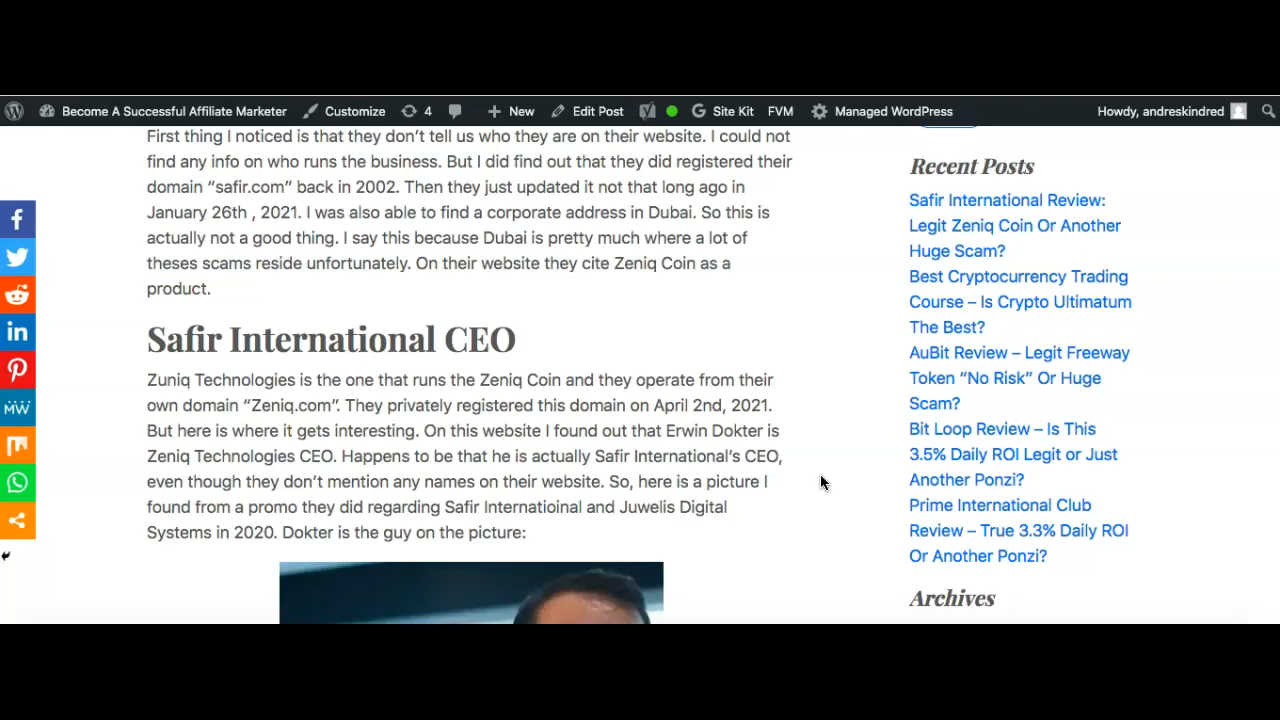 Become A Successful Affiliate Marketer Customize 4 New Edit Post Site Kit FVM Managed WordPress Howdy, andreskindred
First thing I noticed is that they don't tell us who they are on their website. I could not
find any info on who runs the business. But I did find out that they did registered their
domain “safir.com” back in 2002. Then they just updated it not that long ago in
January 26th , 2021. I was also able to find a corporate address in Dubai. So this is
actually not a good thing. I say this because Dubai is pretty much where a lot of
theses scams reside unfortunately. On their website they cite Zeniq Coin as a
product.
Safir International CEO
Zuniq Technologies is the one that runs the Zeniq Coin and they operate from their
own domain “Zeniq.com”. They privately registered this domain on April 2nd, 2021.
But here is where it gets interesting. On this website I found out that Erwin Dokter is
Zeniq Technologies CEO. Happens to be that he is actually Safir International's CEO,
even though they don't mention any names on their website. So, here is a picture I
found from a promo they did regarding Safir Internatioinal and Juwelis Digital
Systems in 2020. Dokter is the guy on the picture:
Recent Posts
Safir International Review:
Legit Zeniq Coin Or Another
Huge Scam?
Best Cryptocurrency Trading
Course – Is Crypto Ultimatum
The Best?
AuBit Review – Legit Freeway
Token “No Risk” Or Huge
Scam?
Bit Loop Review – Is This
3.5% Daily ROI Legit or Just
Another Ponzi?
Prime International Club
Review – True 3.3% Daily ROI
Or Another Ponzi?
Archives
MW